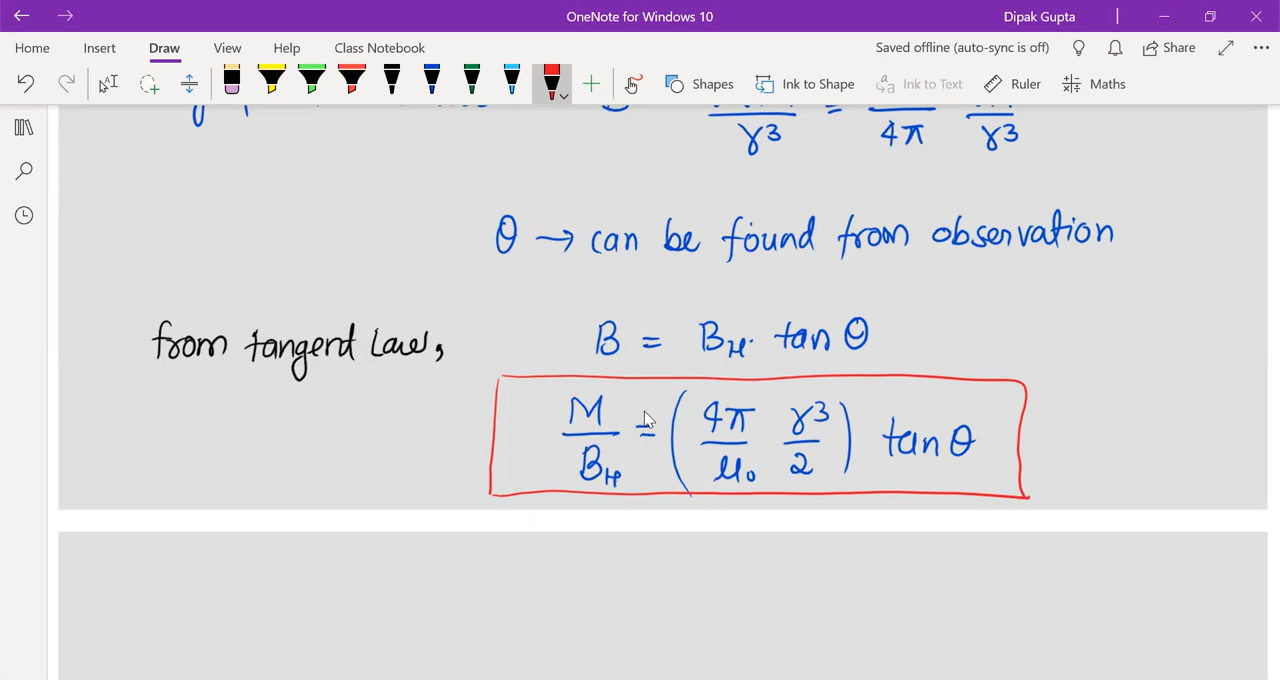 OneNote for Windows 10
Dipak Gupta
Home Insert Draw View Help Class Notebook
Saved offline (auto-sync is off)
Share
Shapes
Ink to Shape
Ink to Text
Ruler
Maths
γ³ = 4π γ³
θ → can be found from observation
from tangent Law, B = B_H. tan θ
M/B_H = (4π/μ₀ γ³/2) tan θ